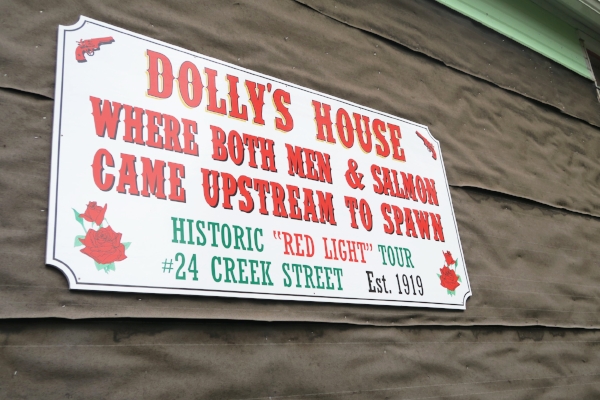 DOLLY'S HOUSE
WHERE BOTH MEN & SALMON
CAME UPSTREAM TO SPAWN
HISTORIC "RED LIGHT" TOUR
#24 CREEK STREET Est. 1919